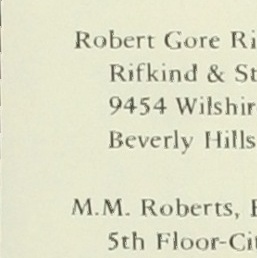 Robert Gore Ri
Rifkind & St
9454 Wilshir
Beverly Hills
M.M. Roberts, E
5th Floor-Cit